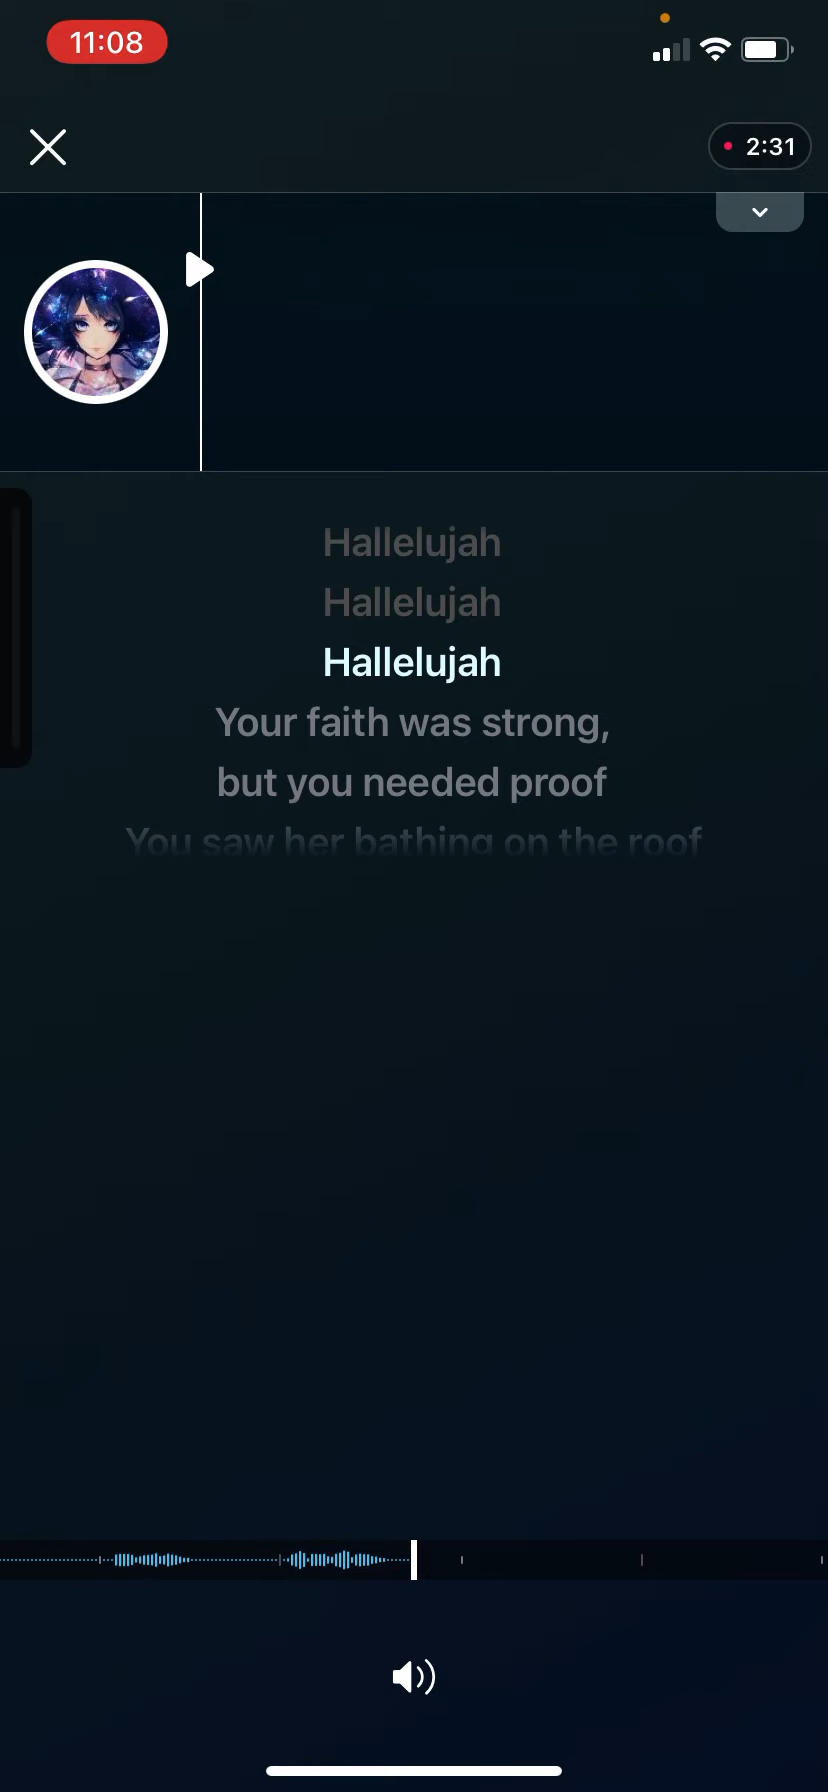 11:08
2:31
Hallelujah
Hallelujah
Hallelujah
Your faith was strong,
but you needed proof
You saw her bathing on the roof